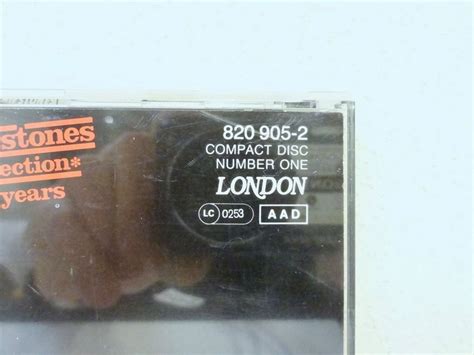 stones
ection*
years
820 905-2
COMPACT DISC
NUMBER ONE
LONDON
LC 0253 AAD